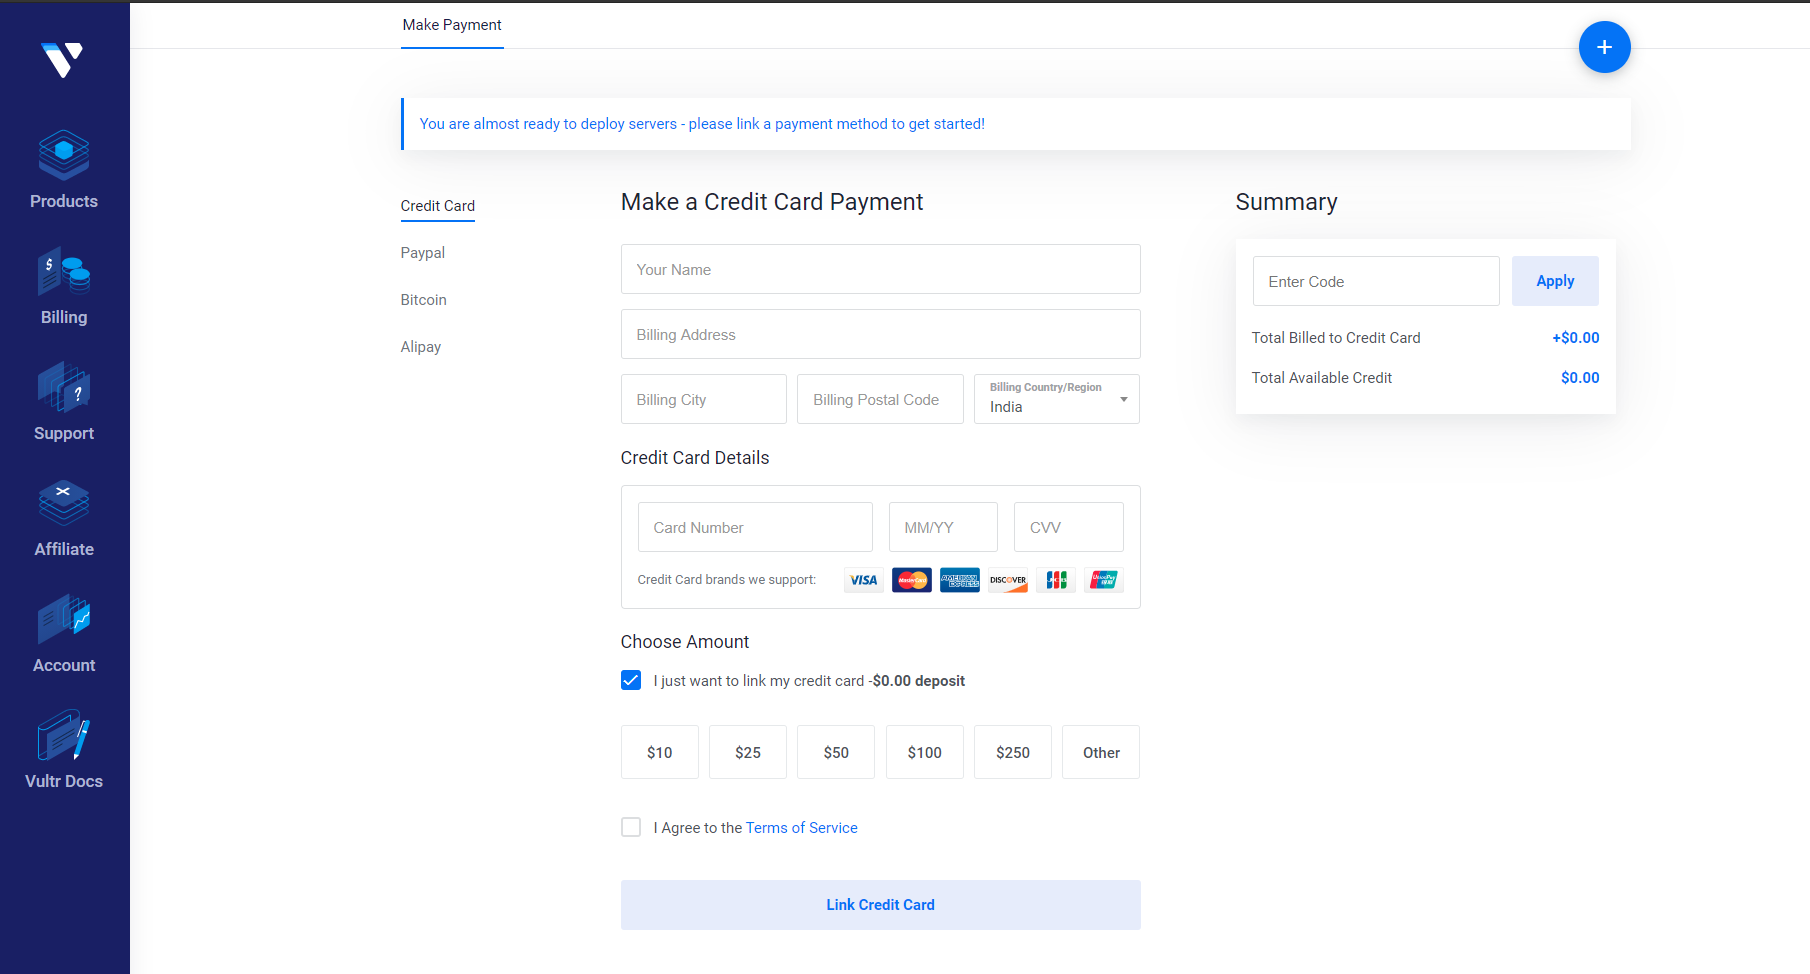 Make Payment
+
You are almost ready to deploy servers - please link a payment method to get started!
Products
Billing
Support
Affiliate
Account
Vultr Docs
Credit Card
Paypal
Bitcoin
Alipay
Make a Credit Card Payment
Your Name
Billing Address
Billing City
Billing Postal Code
Billing Country/Region
India
Credit Card Details
Card Number
MM/YY
CVV
Credit Card brands we support:
VISA
MasterCard
AMERICAN EXPRESS
DISCOVER
JCB
UnionPay
Choose Amount
I just want to link my credit card -$0.00 deposit
$10
$25
$50
$100
$250
Other
I Agree to the Terms of Service
Link Credit Card
Summary
Enter Code
Apply
Total Billed to Credit Card
+$0.00
Total Available Credit
$0.00